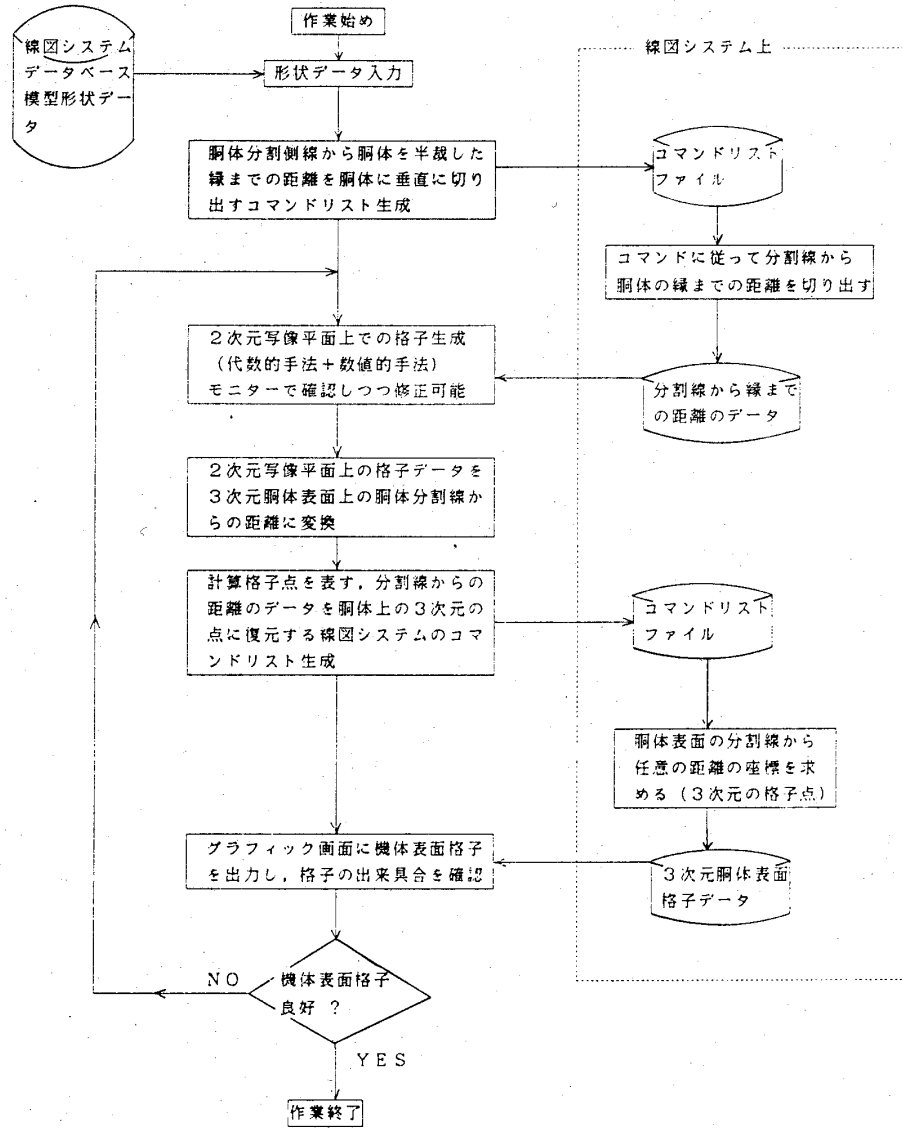 作業始め
線図システム
データベース
模型形状デー
タ
形状データ入力
線図システム上
胴体分割側線から胴体を半裁した
縁までの距離を胴体に垂直に切り
出すコマンドリスト生成
コマンドリスト
ファイル
コマンドに従って分割線から
胴体の縁までの距離を切り出す
2次元写像平面上での格子生成
(代数的手法+数値的手法)
モニターで確認しつつ修正可能
分割線から縁まで
の距離のデータ
2次元写像平面上の格子データを
3次元胴体表面上の胴体分割線か
らの距離に変換
計算格子点を表す,分割線からの
距離のデータを胴体上の3次元の
点に復元する線図システムのコマ
ンドリスト生成
コマンドリスト
ファイル
胴体表面の分割線から
任意の距離の座標を求
める(3次元の格子点)
グラフィック画面に機体表面格子
を出力し,格子の出来具合を確認
3次元胴体表面
格子データ
NO
機体表面格子
良好 ?
YES
作業終了